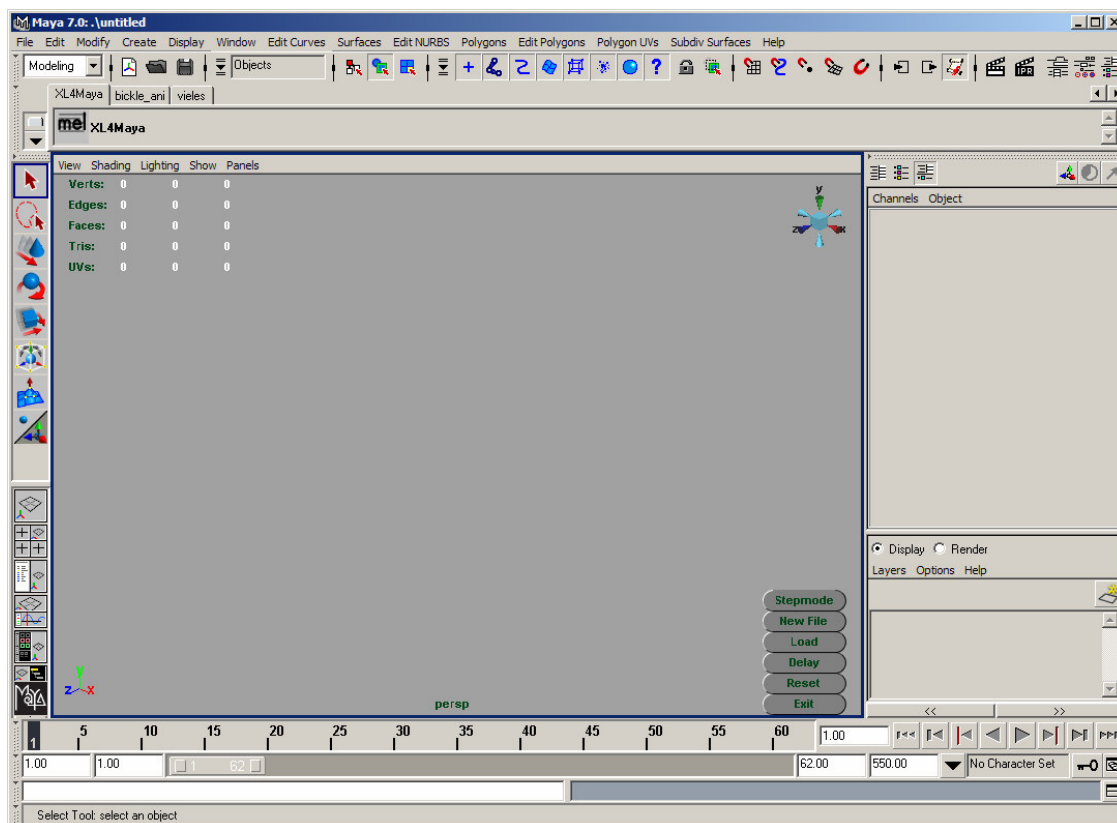 Maya 7.0: .\untitled
File Edit Modify Create Display Window Edit Curves Surfaces Edit NURBS Polygons Edit Polygons Polygon UVs Subdiv Surfaces Help
Modeling Objects
XL4Maya bickle_ani vieles
mel XL4Maya
View Shading Lighting Show Panels
Verts: 0 0 0
Edges: 0 0 0
Faces: 0 0 0
Tris: 0 0 0
UVs: 0 0 0
y
z x
Channels Object
Display Render
Layers Options Help
Stepmode
New File
Load
Delay
Reset
Exit
y
z x
persp
MAYA
<< >>
1 5 10 15 20 25 30 35 40 45 50 55 60 1.00
1.00 1.00 1 62 62.00 550.00 No Character Set
Select Tool: select an object